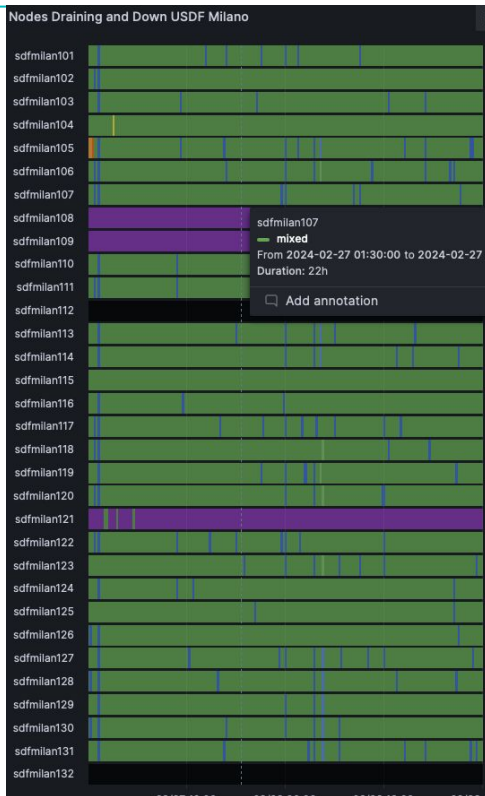 Nodes Draining and Down USDF Milano
sdfmilan101
sdfmilan102
sdfmilan103
sdfmilan104
sdfmilan105
sdfmilan106
sdfmilan107
sdfmilan108
sdfmilan109
sdfmilan110
sdfmilan111
sdfmilan112
sdfmilan113
sdfmilan114
sdfmilan115
sdfmilan116
sdfmilan117
sdfmilan118
sdfmilan119
sdfmilan120
sdfmilan121
sdfmilan122
sdfmilan123
sdfmilan124
sdfmilan125
sdfmilan126
sdfmilan127
sdfmilan128
sdfmilan129
sdfmilan130
sdfmilan131
sdfmilan132
sdfmilan107
mixed
From 2024-02-27 01:30:00 to 2024-02-27
Duration: 22h
Add annotation